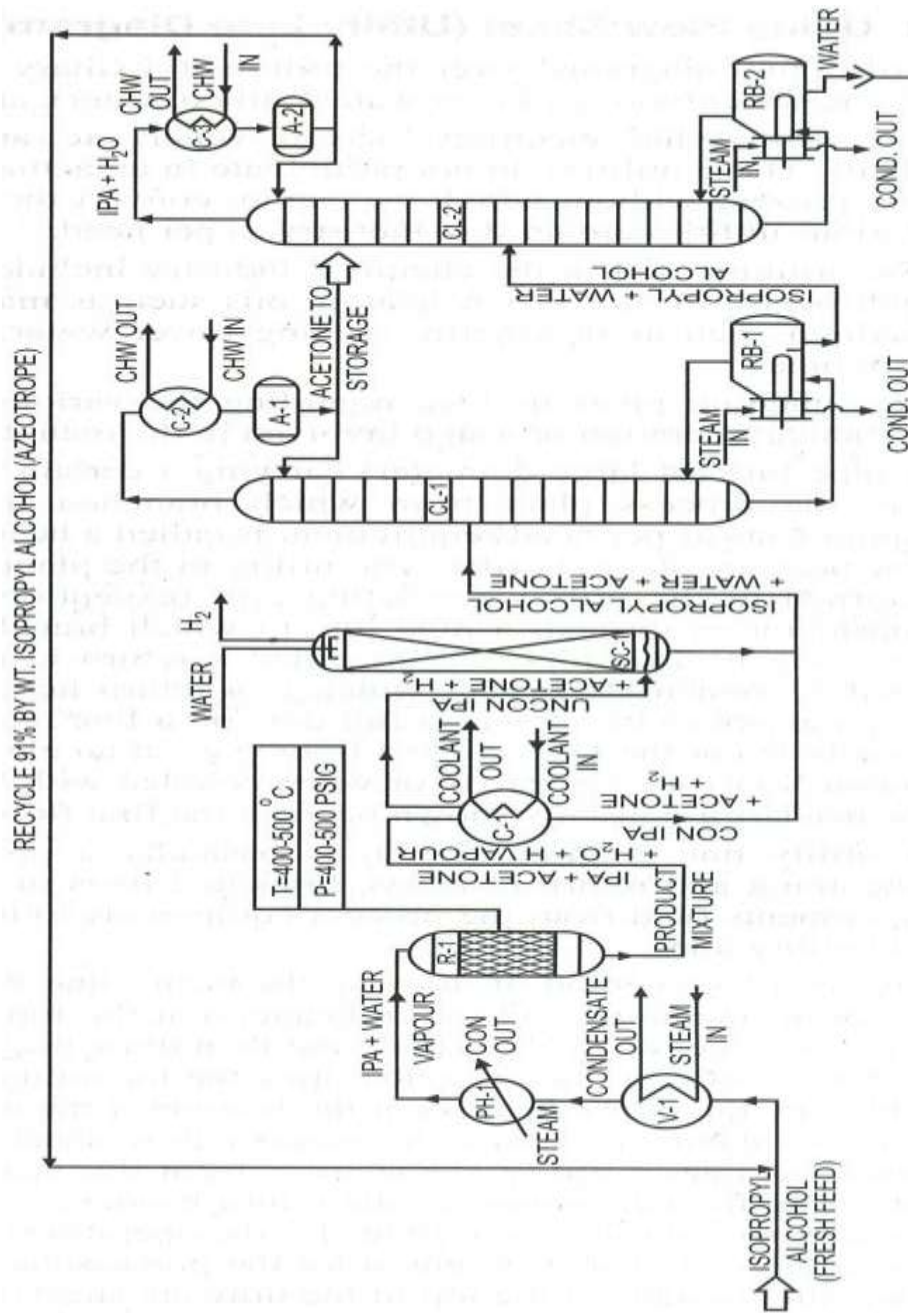 RECYCLE 91% BY WT. ISOPROPYL ALCOHOL(AZEOTROPE)
ISOPROPYL
ALCOHOL
(FRESH FEED)
V-1
STEAM
IN
CONDENSATE
OUT
PH-1
STEAM
CON
OUT
IPA + WATER
VAPOUR
R-1
PRODUCT
MIXTURE
T=400-500 °C.
P=400-500 PSIG
IPA + ACETONE
+ H2O + H VAPOUR
C-1
COOLANT
OUT
COOLANT
IN
CON IPA
+ ACETONE
+ H2
UNCON IPA
+ ACETONE + H2
WATER
H2
SC-1
ISOPROPYL ALCOHOL
+ WATER + ACETONE
CL-1
C-2
CHW OUT
CHW IN
A-1
ACETONE TO
STORAGE
RB-1
STEAM
IN
COND. OUT
ISOPROPYL + WATER
ALCOHOL
CL-2
IPA + H2O
C-3
CHW
OUT
CHW
IN
A-2
RB-2
STEAM
IN
WATER
COND. OUT